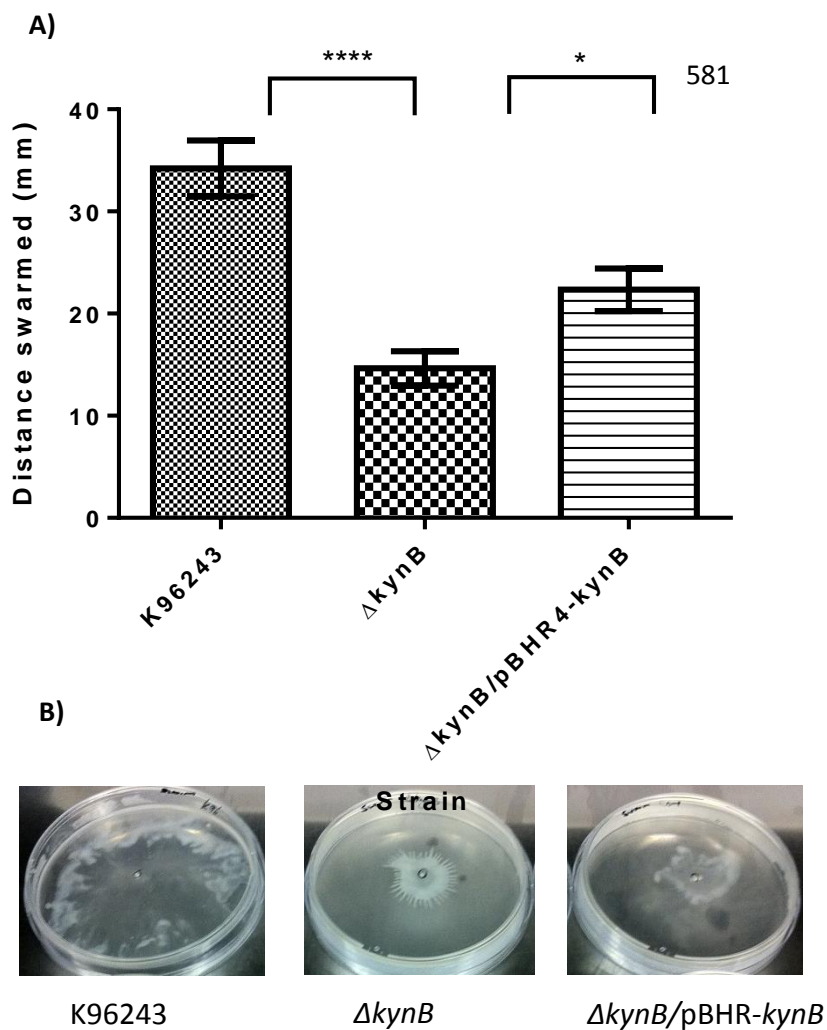 A)
****
*
581
Distance swarmed (mm)
40
30
20
10
0
K96243
ΔkynB
ΔkynB/pBHR4-kynB
B)
Strain
K96243
ΔkynB
ΔkynB/pBHR-kynB